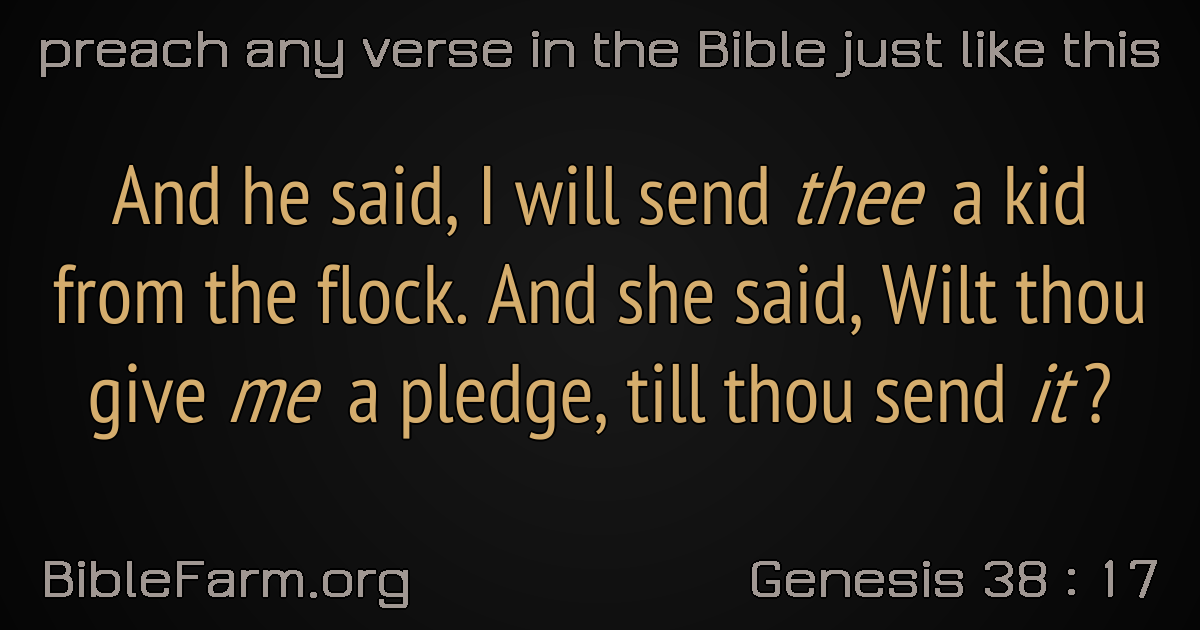 preach any verse in the Bible just like this
And he said, I will send thee a kid
from the flock. And she said, Wilt thou
give me a pledge, till thou send it?
BibleFarm.org
Genesis 38 : 17